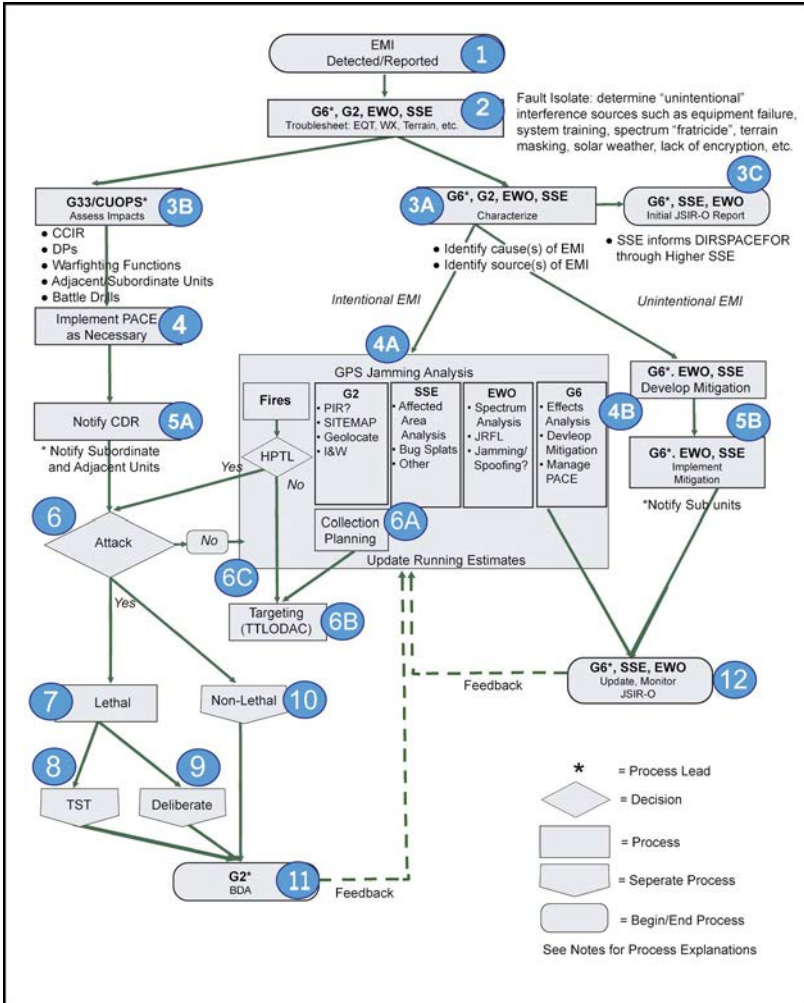 EMI
Detected/Reported
1
G6*, G2, EWO, SSE
Troubleshet: EQT, WX, Terrain, etc.
2
Fault Isolate: determine “unintentional”
interference sources such as equipment failure,
system training, spectrum “fratricide”, terrain
masking, solar weather, lack of encryption, etc.
G33/CUOPS*
Assess Impacts
3B
● CCIR
● DPs
● Warfighting Functions
● Adjacent/Subordinate Units
● Battle Drills
3A
G6*, G2, EWO, SSE
Characterize
3C
G6*, SSE, EWO
Initial JSIR-O Report
● SSE informs DIRSPACEFOR
through Higher SSE
● Identify cause(s) of EMI
● Identify source(s) of EMI
Intentional EMI
Unintentional EMI
Implement PACE
as Necessary
4
4A
GPS Jamming Analysis
Fires
HPTL
Yes
No
G2
• PIR?
• SITEMAP
• Geolocate
• I&W
SSE
• Affected
Area
Analysis
• Bug Splats
• Other
EWO
• Spectrum
Analysis
• JRFL
• Jamming/
Spoofing?
G6
• Effects
Analysis
• Devleop
Mitigation
• Manage
PACE
4B
G6*. EWO, SSE
Develop Mitigation
5B
G6*. EWO, SSE
Implement
Mitigation
*Notify Sub units
Notify CDR
5A
* Notify Subordinate
and Adjacent Units
6
Attack
No
Yes
Collection
Planning
6A
6C
Update Running Estimates
Targeting
(TTLODAC)
6B
G6*, SSE, EWO
Update, Monitor
JSIR-O
12
Feedback
7
Lethal
Non-Lethal
10
8
TST
9
Deliberate
G2*
BDA
11
Feedback
* = Process Lead
= Decision
= Process
= Seperate Process
= Begin/End Process
See Notes for Process Explanations